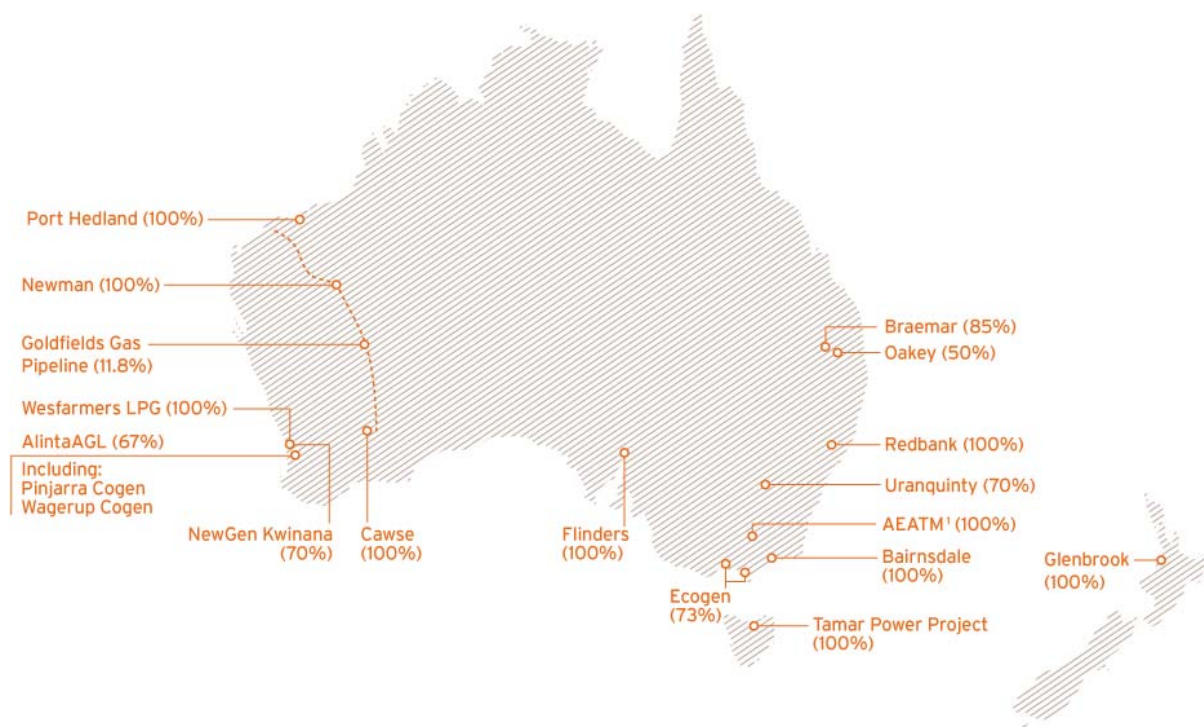 Port Hedland (100%)
Newman (100%)
Goldfields Gas
Pipeline (11.8%)
Wesfarmers LPG (100%)
AlintaAGL (67%)
Including:
Pinjarra Cogen
Wagerup Cogen
NewGen Kwinana
(70%)
Cawse
(100%)
Flinders
(100%)
Braemar (85%)
Oakey (50%)
Redbank (100%)
Uranquinty (70%)
AEATM¹ (100%)
Bairnsdale
(100%)
Ecogen
(73%)
Tamar Power Project
(100%)
Glenbrook
(100%)